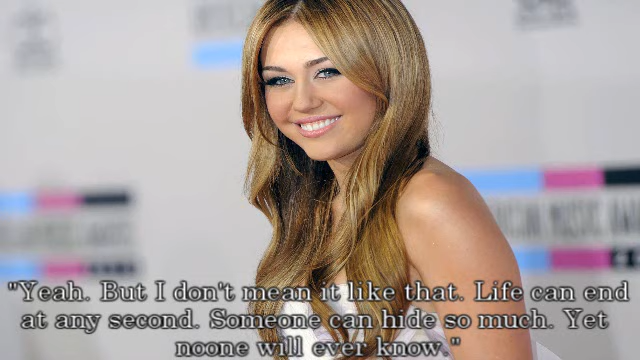 MUSIC
"Yeah. But I don't mean it like that. Life can end
at any second. Someone can hide so much. Yet
noone will ever know."